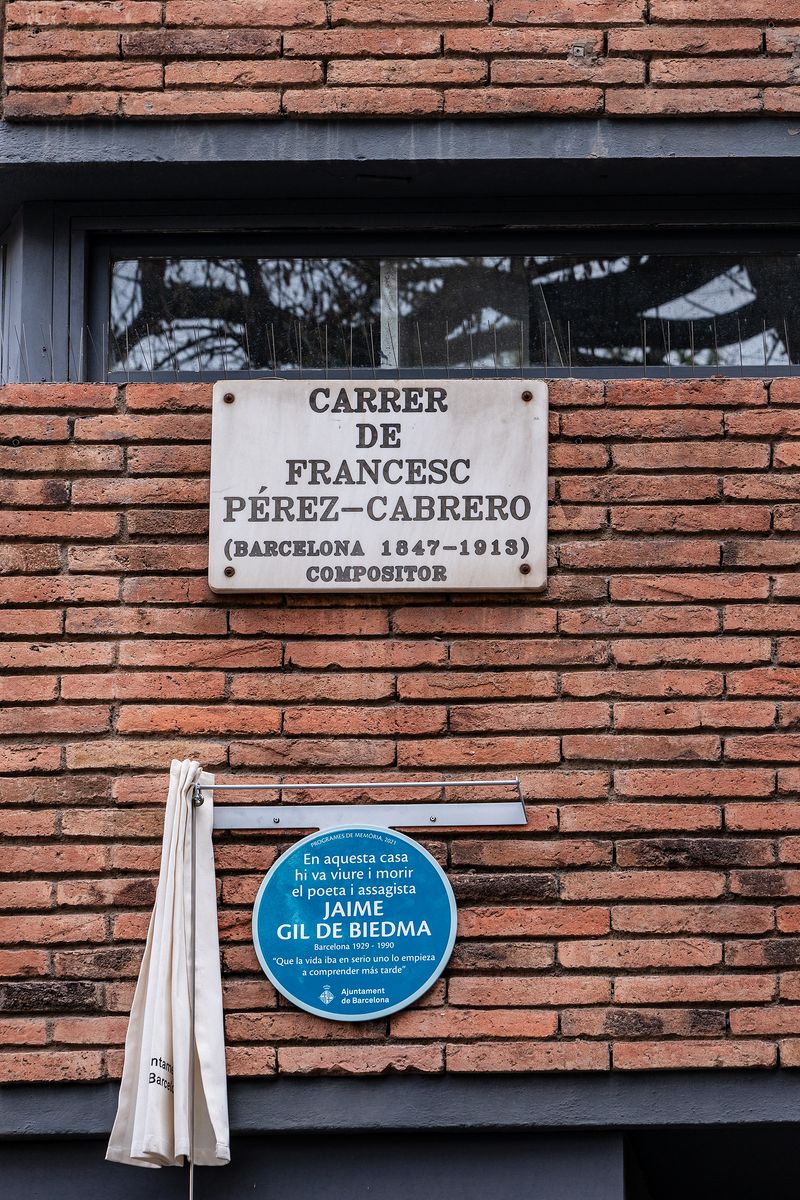 CARRER
DE
FRANCESC
PÉREZ-CABRERO
(BARCELONA 1847-1913)
COMPOSITOR
PROGRAMES DE MEMÒRIA, 2021
En aquesta casa
hi va viure i morir
el poeta i assagista
JAIME
GIL DE BIEDMA
Barcelona 1929 - 1990
"Que la vida iba en serio uno lo empieza
a comprender más tarde"
Ajuntament
de Barcelona